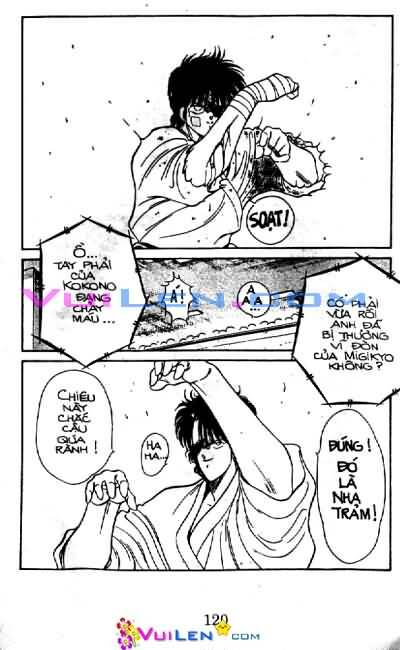 SOẠT!
Ồ...
TAY PHẢI
CỦA
KOKONO
ĐANG
CHẢY
MÁU...
Á!
A
A A
...
CÓ PHẢI
VỪA RỒI
ANH ĐÃ
BỊ THƯƠNG
VÌ ĐÒN
CỦA MIGIKYO
KHÔNG?
VUILEN.COM
CHIÊU
NÀY
CHẮC
CẬU
QUÁ
RÀNH!
HA
HA...
ĐÚNG!
ĐÓ
LÀ
NHẠ
TRẢM!
120
VUILEN.COM